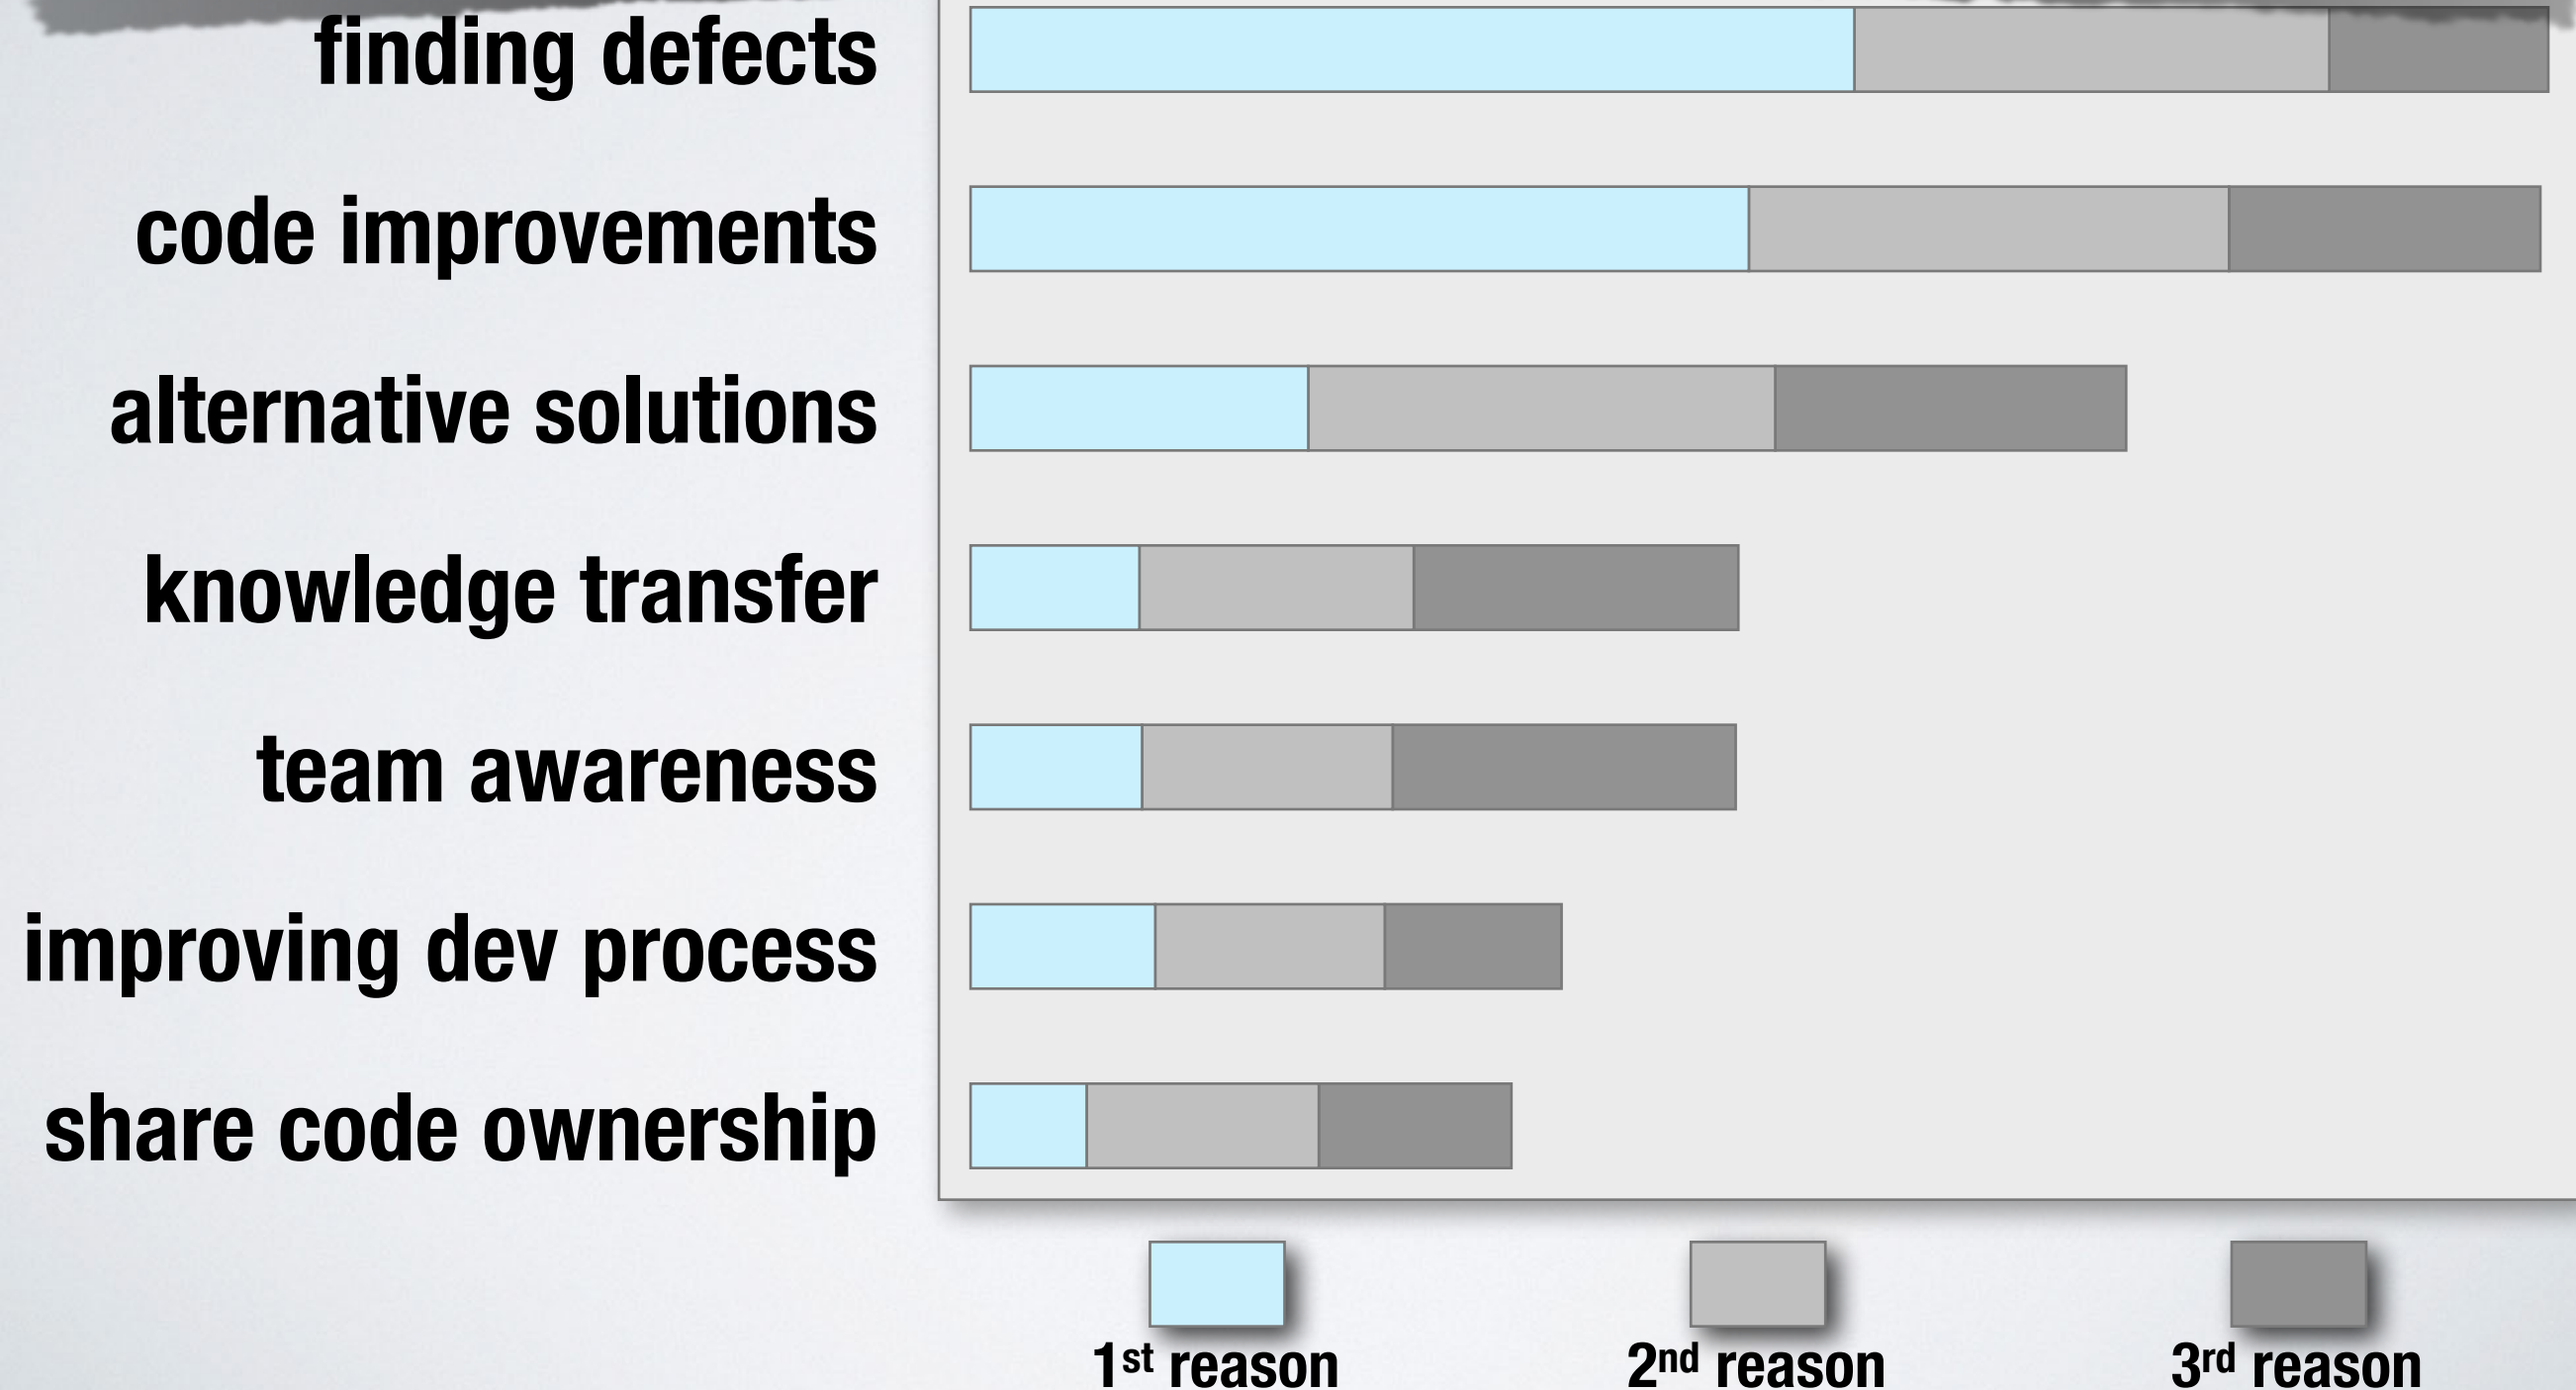 finding defects
code improvements
alternative solutions
knowledge transfer
team awareness
improving dev process
share code ownership
1st reason
2nd reason
3rd reason